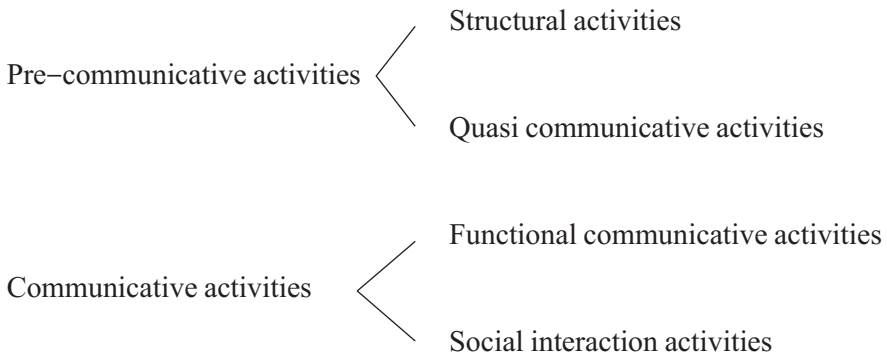 Structural activities
Pre−communicative activities
Quasi communicative activities
Functional communicative activities
Communicative activities
Social interaction activities